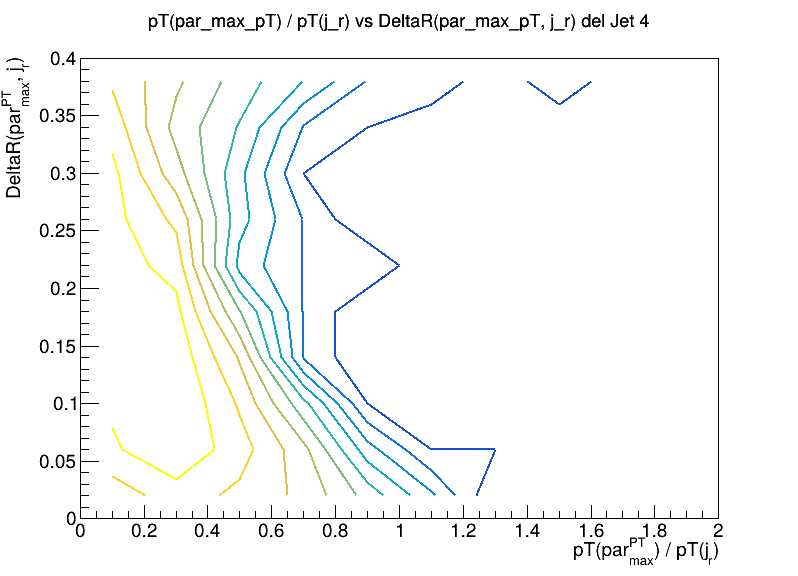 pT(par_max_pT) / pT(j_r) vs DeltaR(par_max_pT, j_r) del Jet 4
DeltaR(par^PT_max, j_r)
0.4
0.35
0.3
0.25
0.2
0.15
0.1
0.05
0
0 0.2 0.4 0.6 0.8 1 1.2 1.4 1.6 1.8 2
pT(par^PT_max) / pT(j_r)